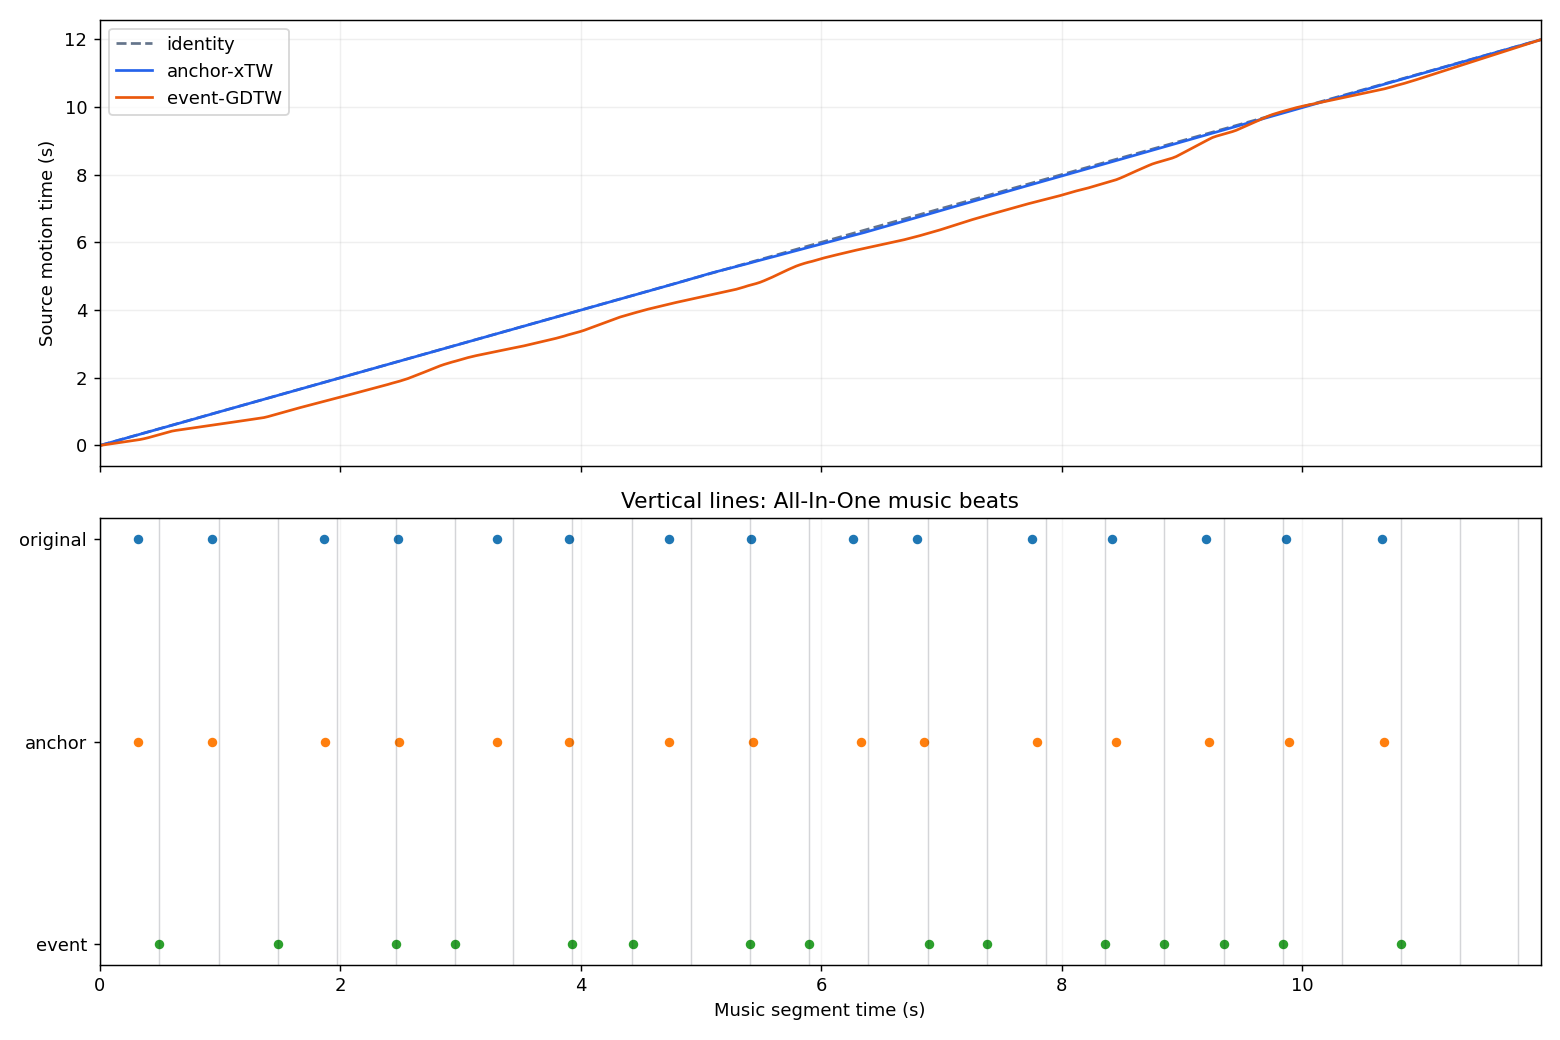 12
10
8
6
4
2
0
Source motion time (s)
identity
anchor-xTW
event-GDTW
Vertical lines: All-In-One music beats
original
anchor
event
0 2 4 6 8 10
Music segment time (s)